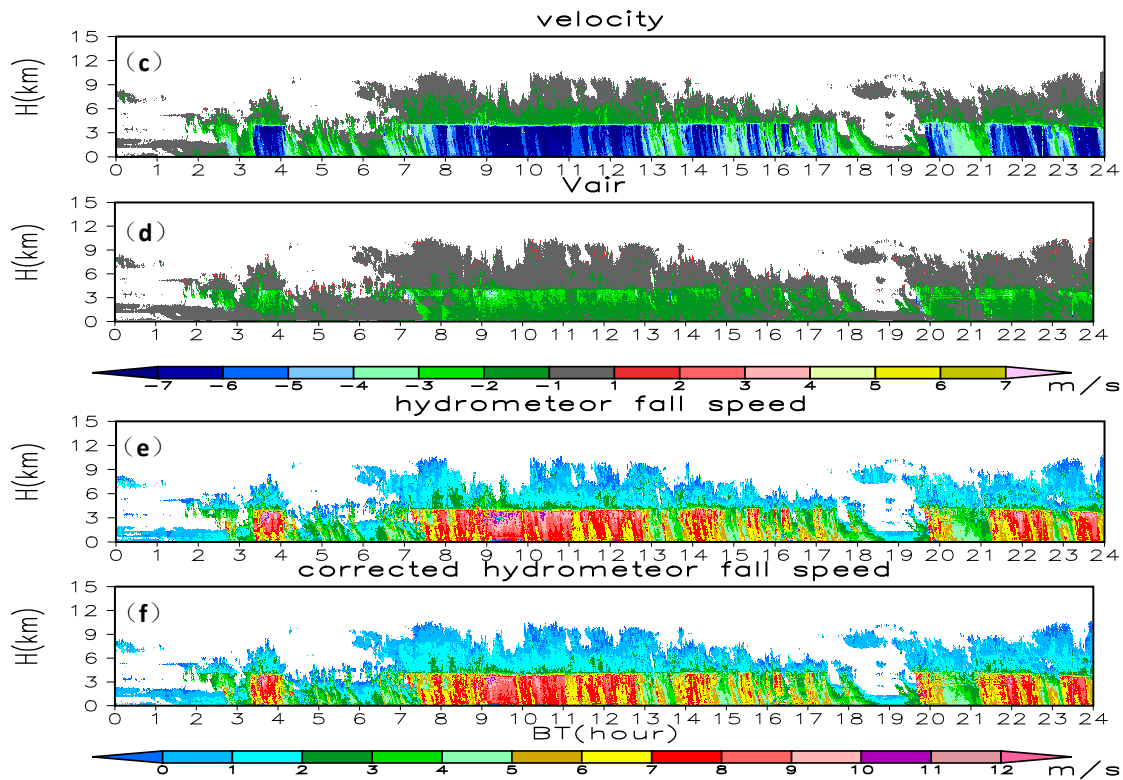 velocity
15
12
9
6
3
0
H(km)
（c）
0 1 2 3 4 5 6 7 8 9 10 11 12 13 14 15 16 17 18 19 20 21 22 23 24
Vair
15
12
9
6
3
0
H(km)
（d）
0 1 2 3 4 5 6 7 8 9 10 11 12 13 14 15 16 17 18 19 20 21 22 23 24
-7 -6 -5 -4 -3 -2 -1 1 2 3 4 5 6 7 m/s
hydrometeor fall speed
15
12
9
6
3
0
H(km)
（e）
0 1 2 3 4 5 6 7 8 9 10 11 12 13 14 15 16 17 18 19 20 21 22 23 24
corrected hydrometeor fall speed
15
12
9
6
3
0
H(km)
（f）
0 1 2 3 4 5 6 7 8 9 10 11 12 13 14 15 16 17 18 19 20 21 22 23 24
BT(hour)
0 1 2 3 4 5 6 7 8 9 10 11 12 m/s